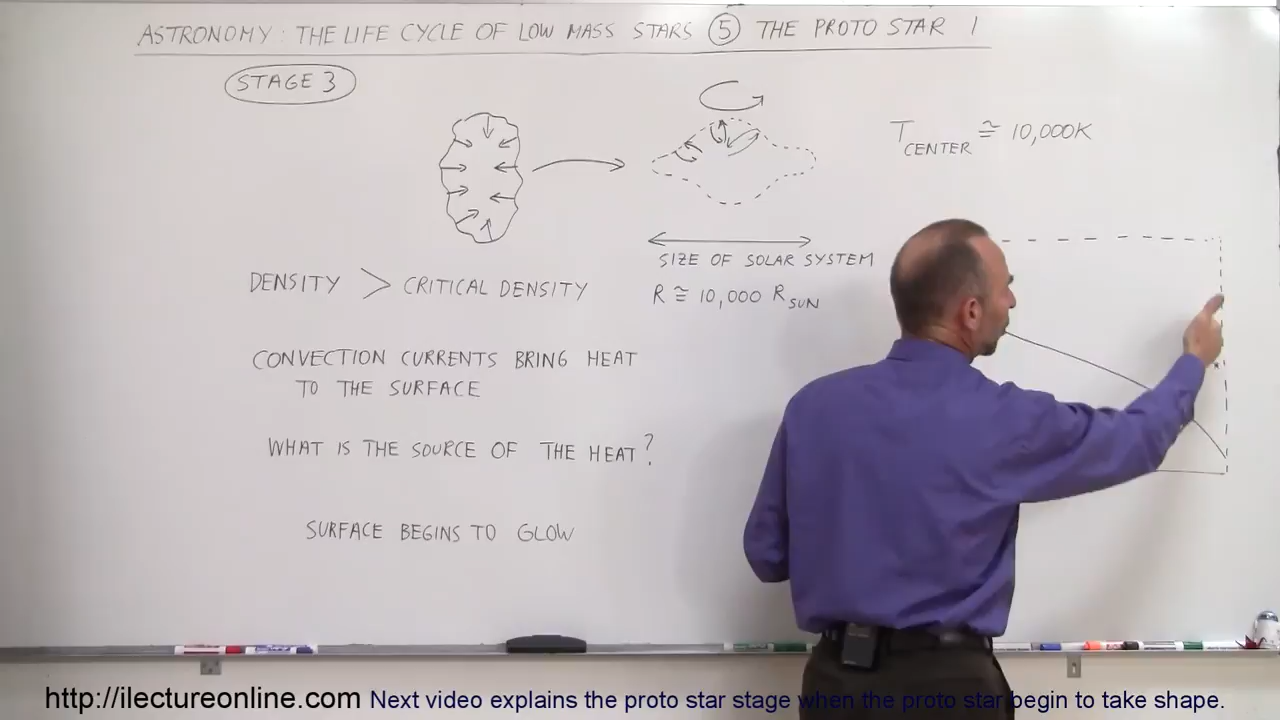 ASTRONOMY: THE LIFE CYCLE OF LOW MASS STARS 5 THE PROTO STAR 1
STAGE 3
T CENTER ≅ 10,000K
SIZE OF SOLAR SYSTEM
R ≅ 10,000 R SUN
DENSITY > CRITICAL DENSITY
CONVECTION CURRENTS BRING HEAT
TO THE SURFACE
WHAT IS THE SOURCE OF THE HEAT?
SURFACE BEGINS TO GLOW
http://ilectureonline.com Next video explains the proto star stage when the proto star begin to take shape.